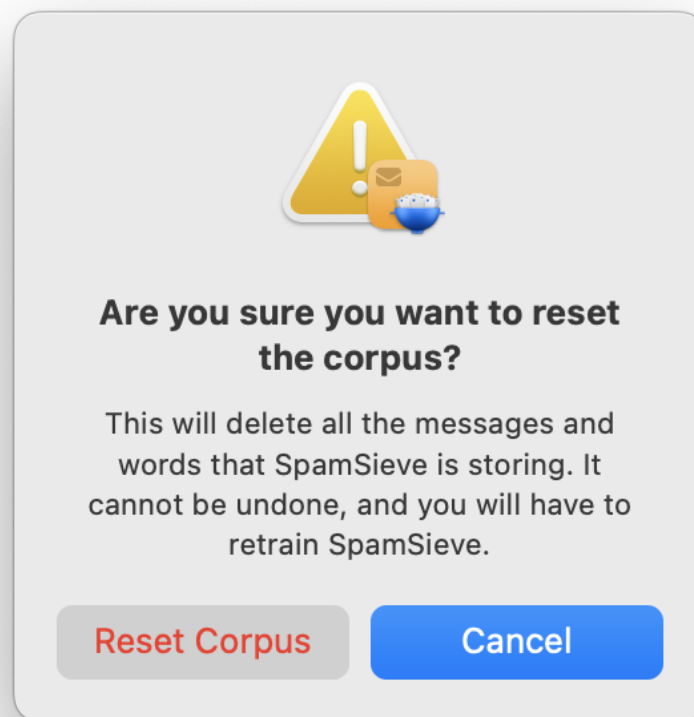 Are you sure you want to reset
the corpus?
This will delete all the messages and
words that SpamSieve is storing. It
cannot be undone, and you will have to
retrain SpamSieve.
Reset Corpus
Cancel